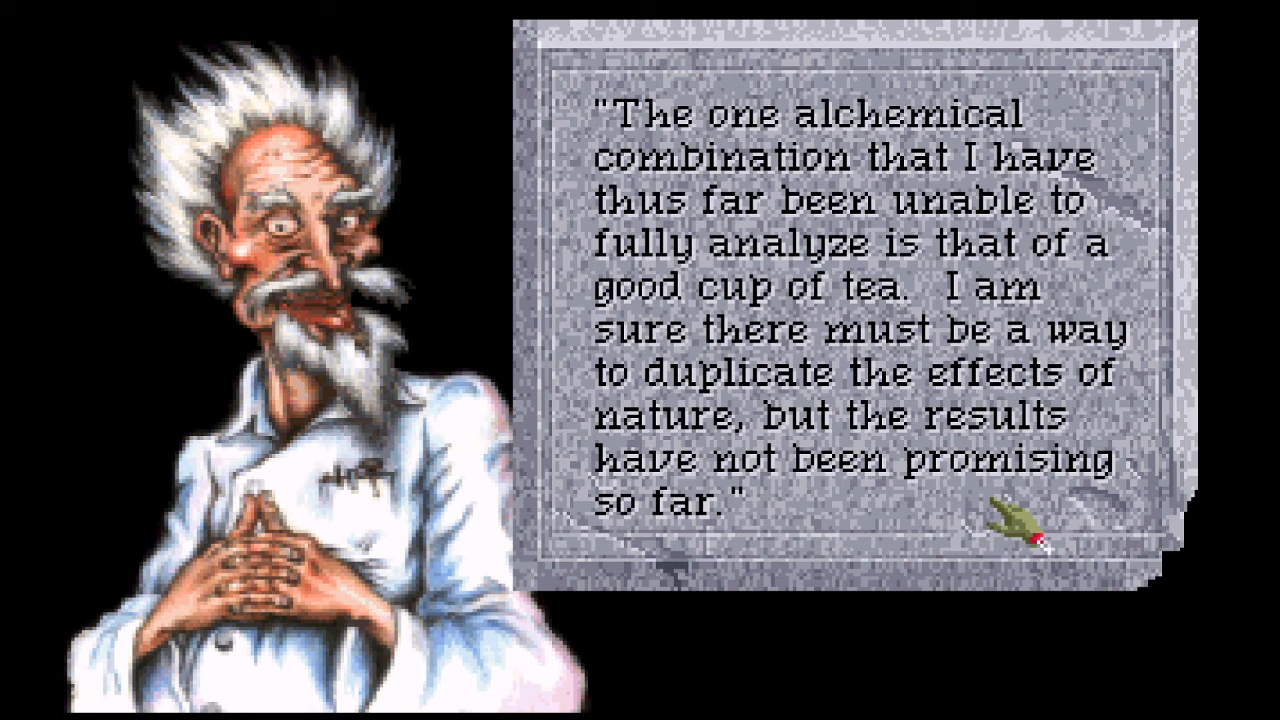 "The one alchemical
combination that I have
thus far been unable to
fully analyze is that of a
good cup of tea.  I am
sure there must be a way
to duplicate the effects of
nature, but the results
have not been promising
so far."